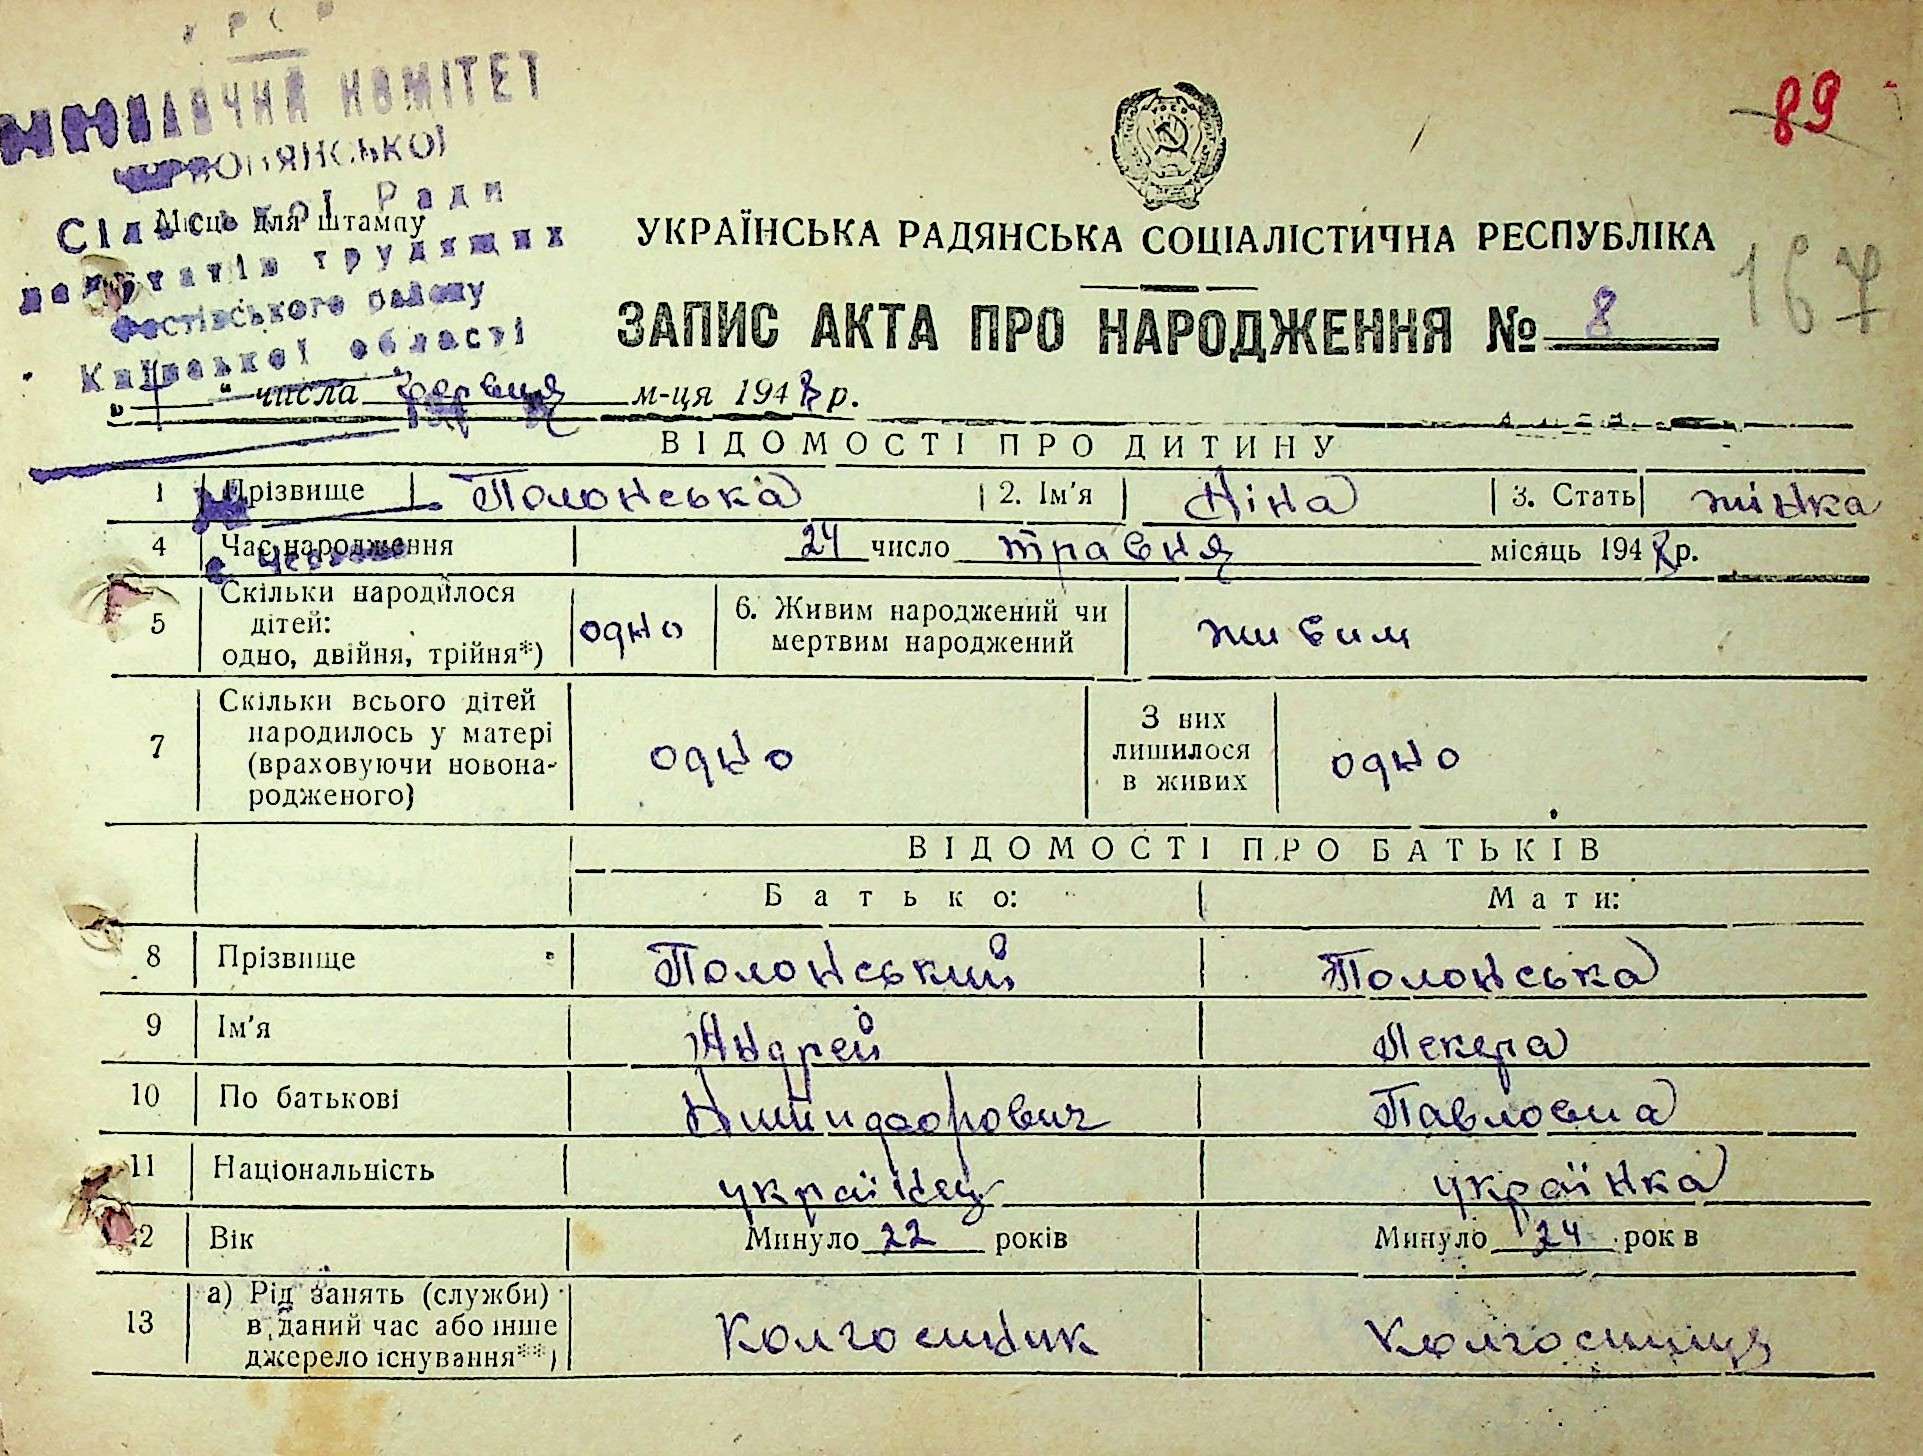 РС
ВИКОНАВЧИЙ КОМІТЕТ
Сільської Ради
Місце для штампу
депутатів трудящих
Фастівського району
Київської області
89
УКРАЇНСЬКА РАДЯНСЬКА СОЦІАЛІСТИЧНА РЕСПУБЛІКА
167
ЗАПИС АКТА ПРО НАРОДЖЕННЯ № 8
числа червня м-ця 1948 р.
ВІДОМОСТІ ПРО ДИТИНУ
1 Прізвище Полонська 2. Ім'я Ніна 3. Стать жінка
4 Час народження 24 число травня місяць 1948 р.
5 Скільки народилося дітей: одно, двійня, трійня*) одно 6. Живим народжений чи мертвим народжений живим
7 Скільки всього дітей народилось у матері (враховуючи новонародженого) одно З них лишилося в живих одно
ВІДОМОСТІ ПРО БАТЬКІВ
Батько: Мати:
8 Прізвище Полонський Полонська
9 Ім'я Андрей
10 По батькові Павловна
11 Національність українец українка
12 Вік Минуло 22 років Минуло 24 рок в
13 а) Рід занять (служби) в даний час або інше джерело існування**) Колгоспник Колгоспниця